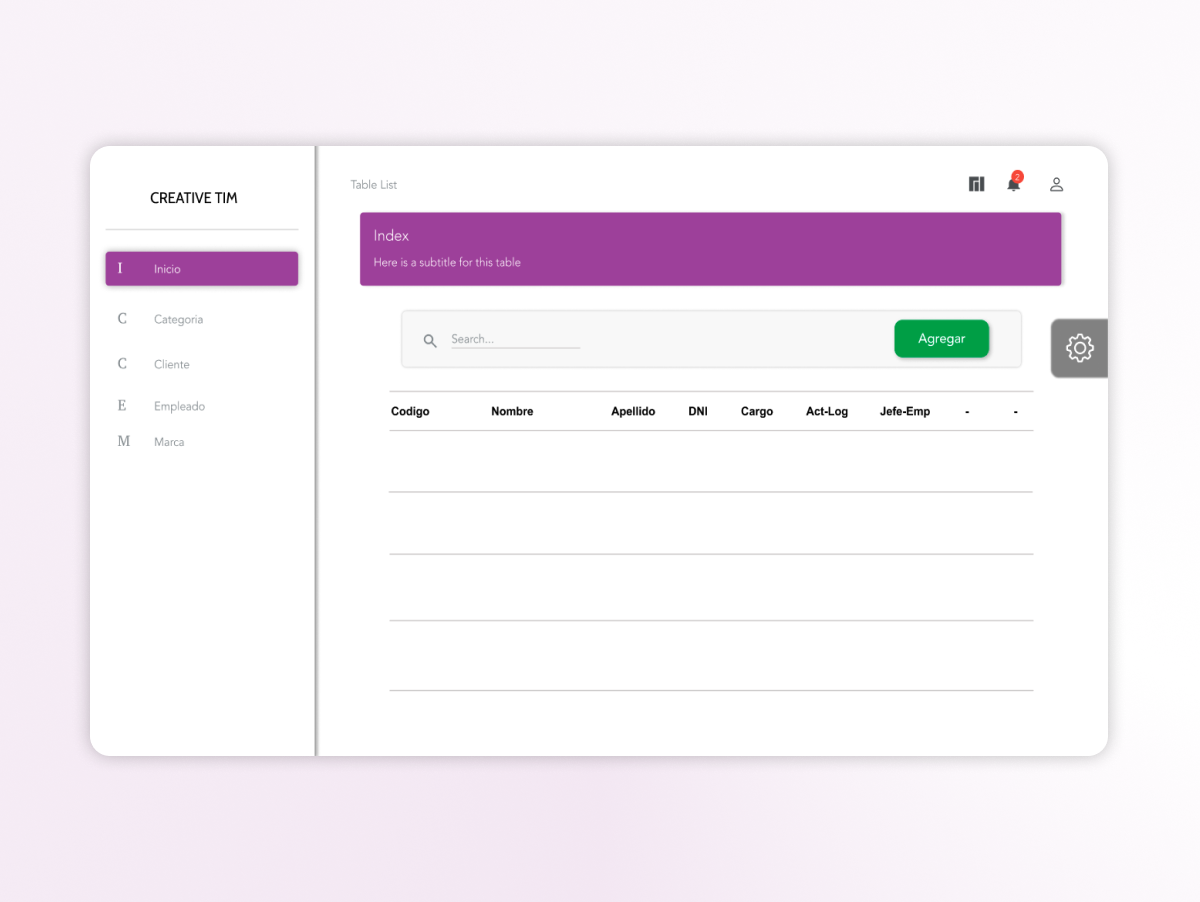 CREATIVE TIM
I Inicio
C Categoria
C Cliente
E Empleado
M Marca
Table List
2
Index
Here is a subtitle for this table
Search...
Agregar
Codigo Nombre Apellido DNI Cargo Act-Log Jefe-Emp - -